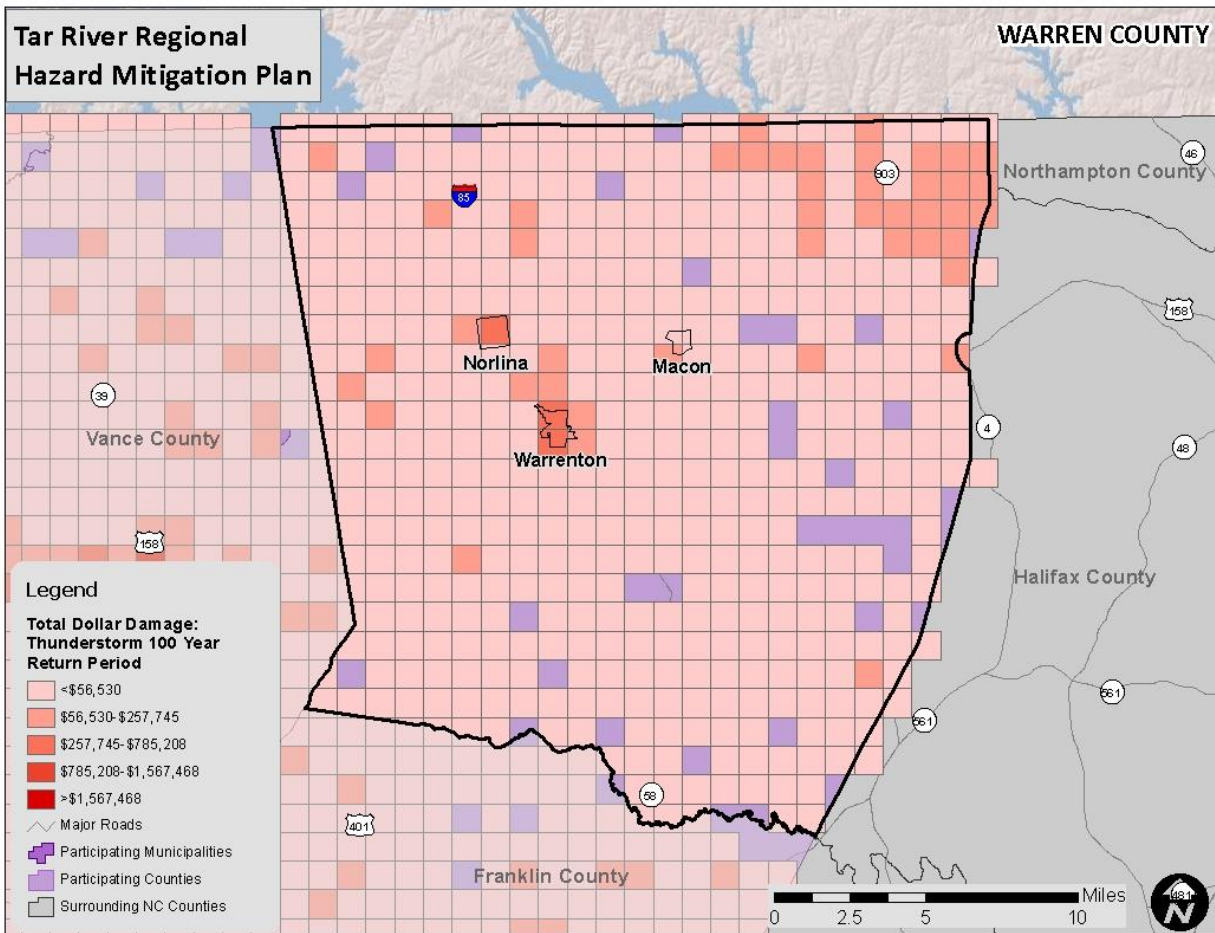 Tar River Regional
Hazard Mitigation Plan
WARREN COUNTY
46
903
Northampton County
85
158
Norlina
Macon
39
4
Vance County
48
Warrenton
158
Halifax County
561
561
58
401
Franklin County
Legend
Total Dollar Damage:
Thunderstorm 100 Year
Return Period
<$56,530
$56,530-$257,745
$257,745-$785,208
$785,208-$1,567,468
>$1,567,468
Major Roads
Participating Municipalities
Participating Counties
Surrounding NC Counties
Miles
0 2.5 5 10
481
N